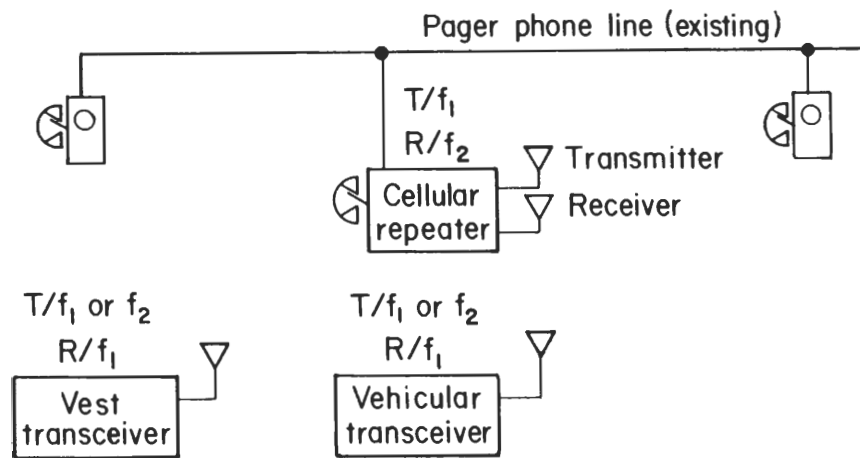 Pager phone line (existing)
T/f₁
R/f₂
Transmitter
Cellular
repeater
Receiver
T/f₁ or f₂
R/f₁
Vest
transceiver
T/f₁ or f₂
R/f₁
Vehicular
transceiver